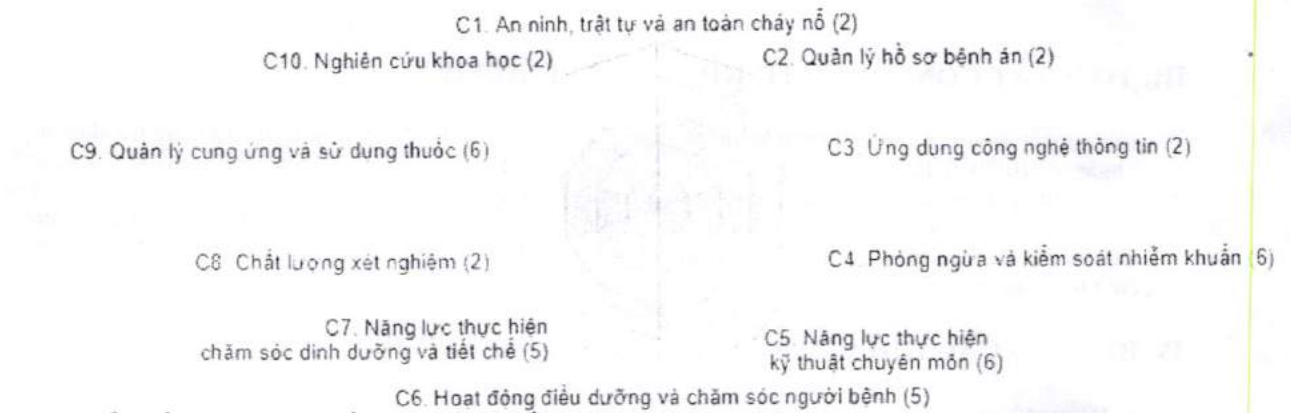 C1. An ninh, trật tự và an toàn cháy nổ (2)
C10. Nghiên cứu khoa học (2)
C2. Quản lý hồ sơ bệnh án (2)
C9. Quản lý cung ứng và sử dụng thuốc (6)
C3. Ứng dụng công nghệ thông tin (2)
C8. Chất lượng xét nghiệm (2)
C4. Phòng ngừa và kiểm soát nhiễm khuẩn (6)
C7. Năng lực thực hiện
chăm sóc dinh dưỡng và tiết chế (5)
C5. Năng lực thực hiện
kỹ thuật chuyên môn (6)
C6. Hoạt động điều dưỡng và chăm sóc người bệnh (5)